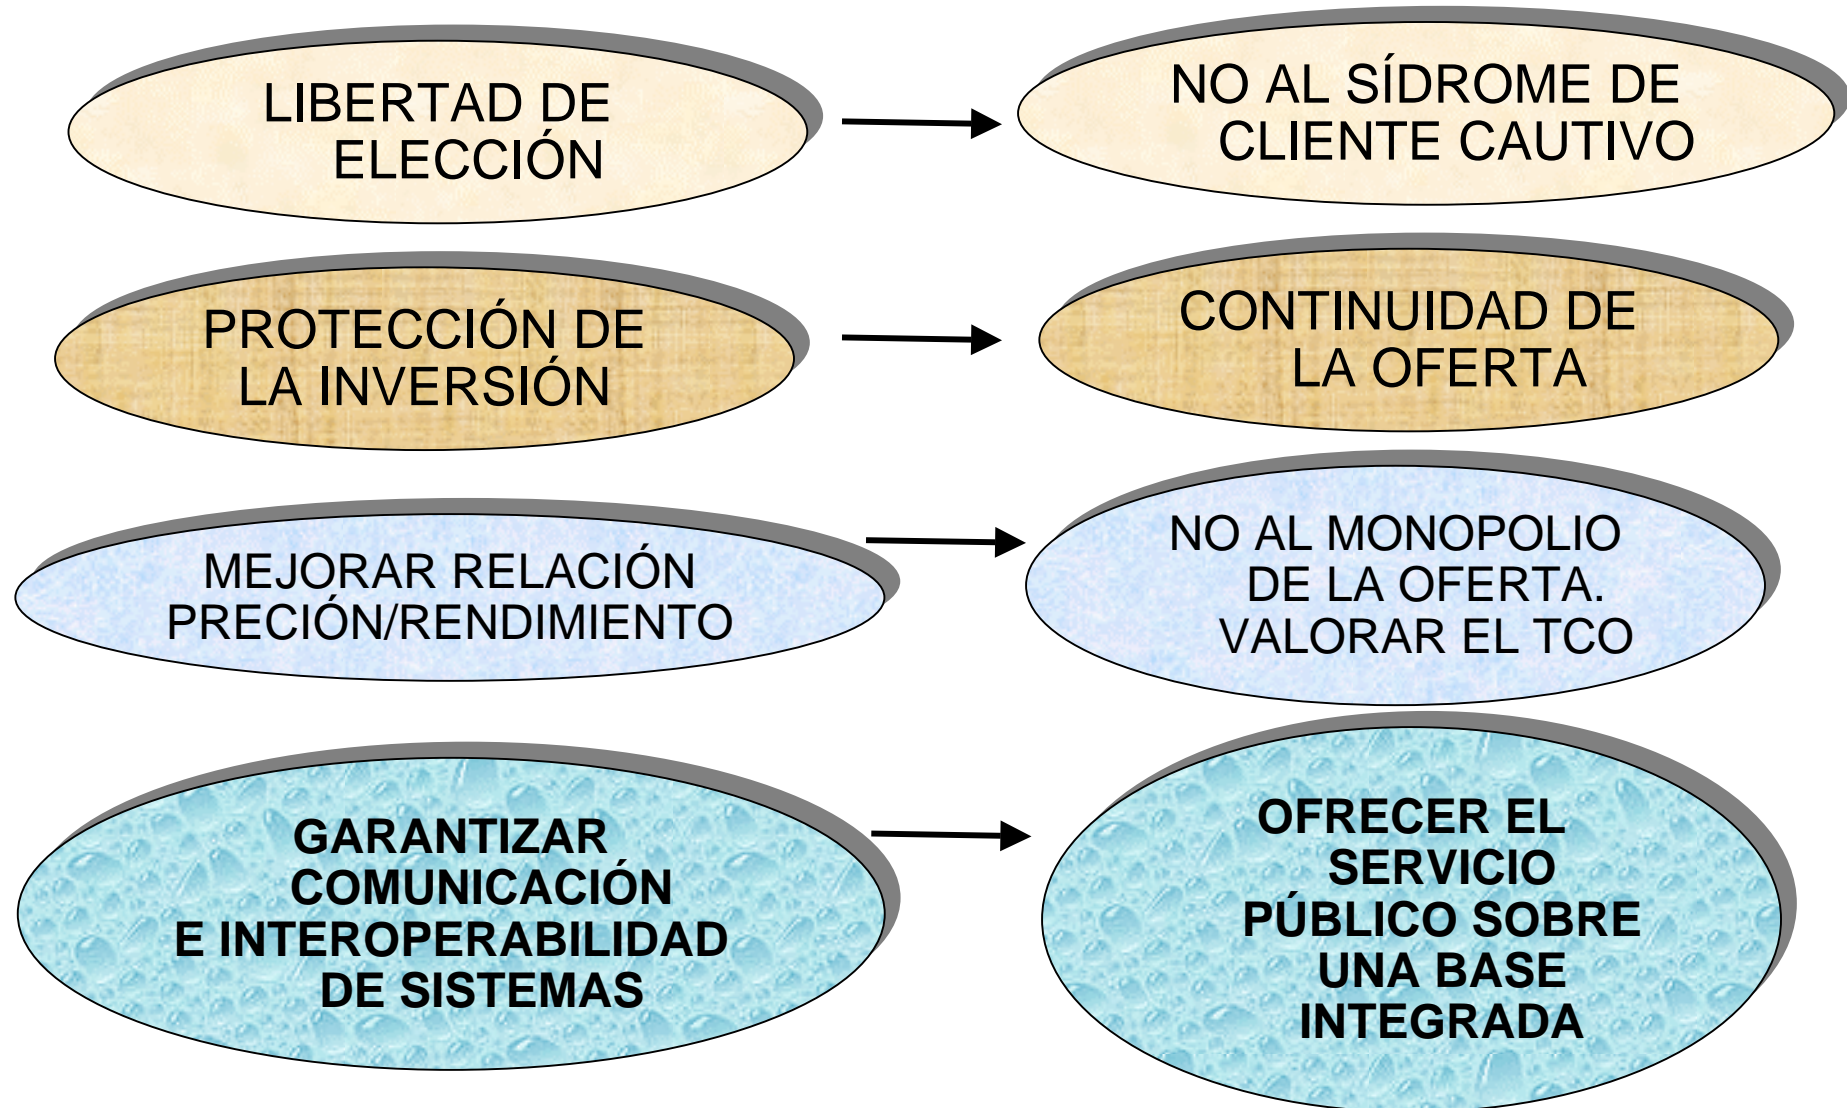 LIBERTAD DE
ELECCIÓN
NO AL SÍDROME DE
CLIENTE CAUTIVO
PROTECCIÓN DE
LA INVERSIÓN
CONTINUIDAD DE
LA OFERTA
MEJORAR RELACIÓN
PRECIÓN/RENDIMIENTO
NO AL MONOPOLIO
DE LA OFERTA.
VALORAR EL TCO
GARANTIZAR
COMUNICACIÓN
E INTEROPERABILIDAD
DE SISTEMAS
OFRECER EL
SERVICIO
PÚBLICO SOBRE
UNA BASE
INTEGRADA